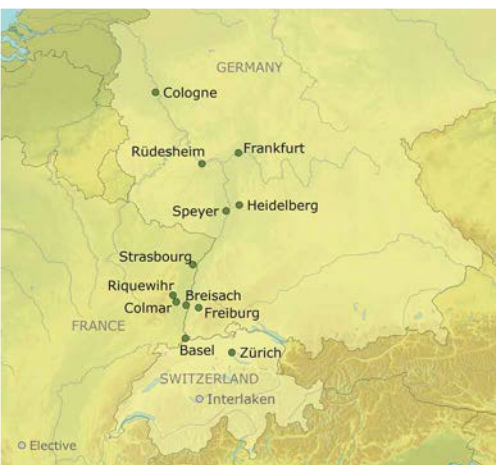 GERMANY
Cologne
Rüdesheim
Frankfurt
Speyer
Heidelberg
Strasbourg
Riquewihr
Colmar
Breisach
Freiburg
FRANCE
Basel
Zürich
SWITZERLAND
Interlaken
Elective